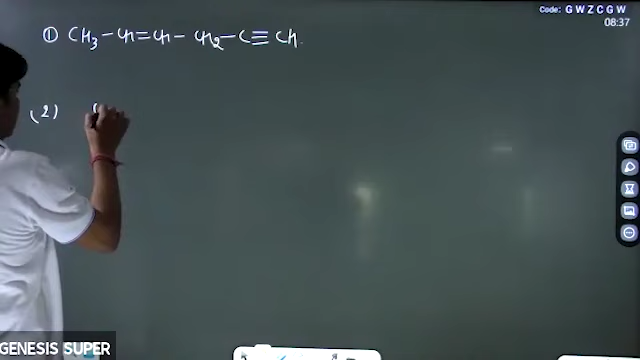 Code: G W Z C G W
08:37
① CH₃ – CH = CH – CH₂ – C ≡ CH.
(2) (
GENESIS SUPER